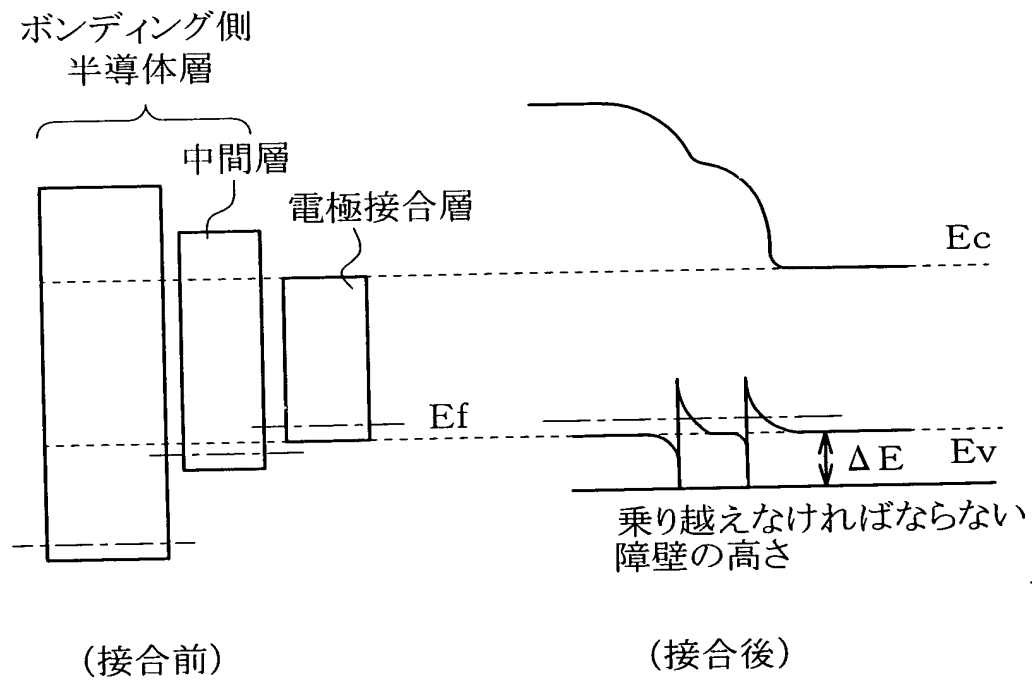 ボンディング側
半導体層
中間層
電極接合層
Ec
Ef
Ev
ΔE
乗り越えなければならない
障壁の高さ
(接合前)
(接合後)